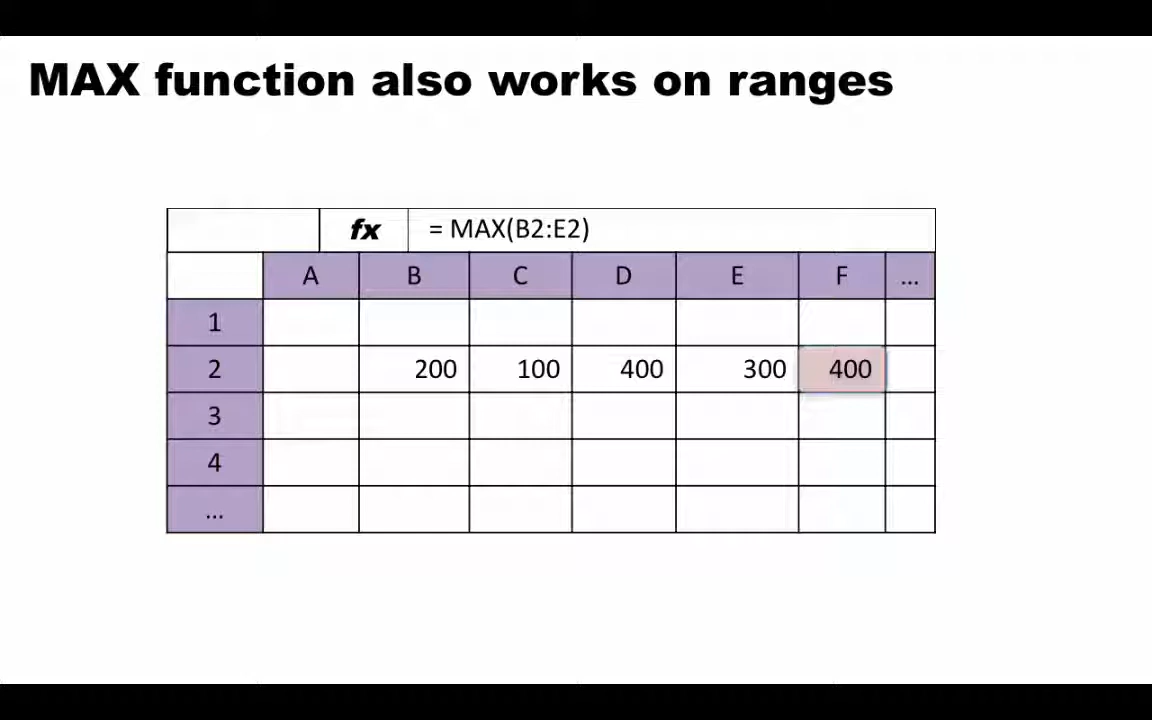 MAX function also works on ranges
fx = MAX(B2:E2)
A B C D E F ...
1
2 200 100 400 300 400
3
4
...